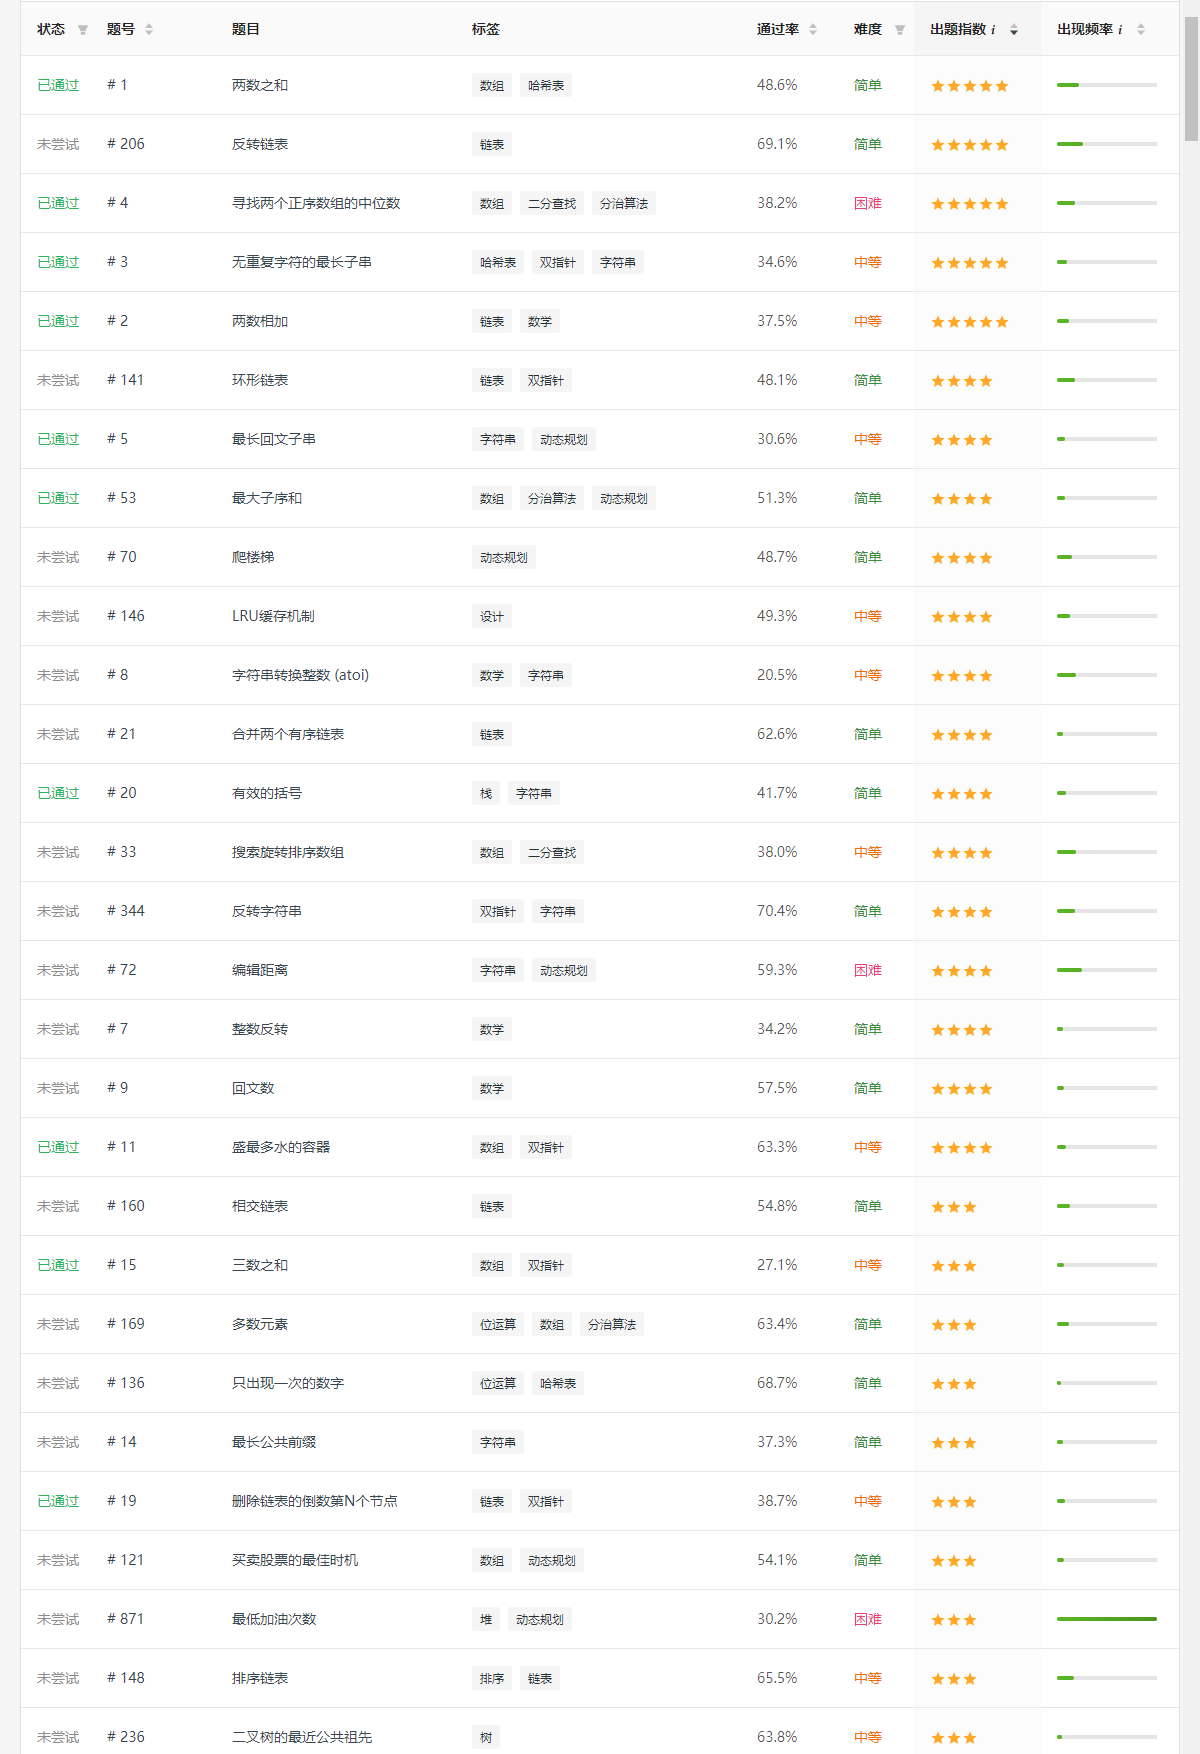 状态 题号 题目 标签 通过率 难度 出题指数 i 出现频率 i
已通过 # 1 两数之和 数组 哈希表 48.6% 简单
未尝试 # 206 反转链表 链表 69.1% 简单
已通过 # 4 寻找两个正序数组的中位数 数组 二分查找 分治算法 38.2% 困难
已通过 # 3 无重复字符的最长子串 哈希表 双指针 字符串 34.6% 中等
已通过 # 2 两数相加 链表 数学 37.5% 中等
未尝试 # 141 环形链表 链表 双指针 48.1% 简单
已通过 # 5 最长回文子串 字符串 动态规划 30.6% 中等
已通过 # 53 最大子序和 数组 分治算法 动态规划 51.3% 简单
未尝试 # 70 爬楼梯 动态规划 48.7% 简单
未尝试 # 146 LRU缓存机制 设计 49.3% 中等
未尝试 # 8 字符串转换整数 (atoi) 数学 字符串 20.5% 中等
未尝试 # 21 合并两个有序链表 链表 62.6% 简单
已通过 # 20 有效的括号 栈 字符串 41.7% 简单
未尝试 # 33 搜索旋转排序数组 数组 二分查找 38.0% 中等
未尝试 # 344 反转字符串 双指针 字符串 70.4% 简单
未尝试 # 72 编辑距离 字符串 动态规划 59.3% 困难
未尝试 # 7 整数反转 数学 34.2% 简单
未尝试 # 9 回文数 数学 57.5% 简单
已通过 # 11 盛最多水的容器 数组 双指针 63.3% 中等
未尝试 # 160 相交链表 链表 54.8% 简单
已通过 # 15 三数之和 数组 双指针 27.1% 中等
未尝试 # 169 多数元素 位运算 数组 分治算法 63.4% 简单
未尝试 # 136 只出现一次的数字 位运算 哈希表 68.7% 简单
未尝试 # 14 最长公共前缀 字符串 37.3% 简单
已通过 # 19 删除链表的倒数第N个节点 链表 双指针 38.7% 中等
未尝试 # 121 买卖股票的最佳时机 数组 动态规划 54.1% 简单
未尝试 # 871 最低加油次数 堆 动态规划 30.2% 困难
未尝试 # 148 排序链表 排序 链表 65.5% 中等
未尝试 # 236 二叉树的最近公共祖先 树 63.8% 中等